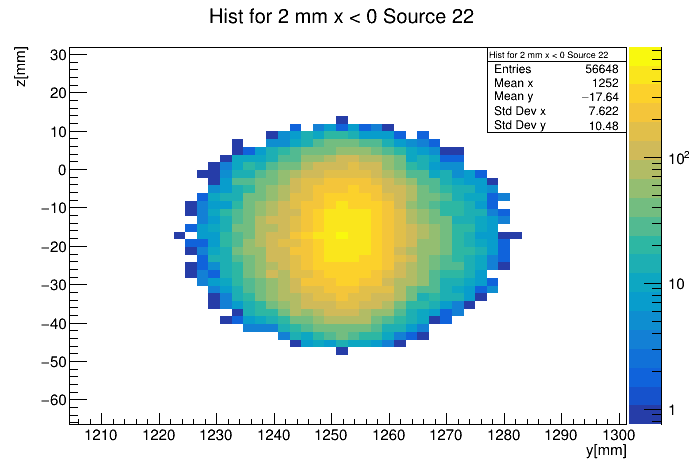 Hist for 2 mm x < 0 Source 22
z[mm]
Hist for 2 mm x < 0 Source 22
Entries 56648
Mean x 1252
Mean y −17.64
Std Dev x 7.622
Std Dev y 10.48
30
20
10
0
−10
−20
−30
−40
−50
−60
1210 1220 1230 1240 1250 1260 1270 1280 1290 1300
y[mm]
10²
10
1